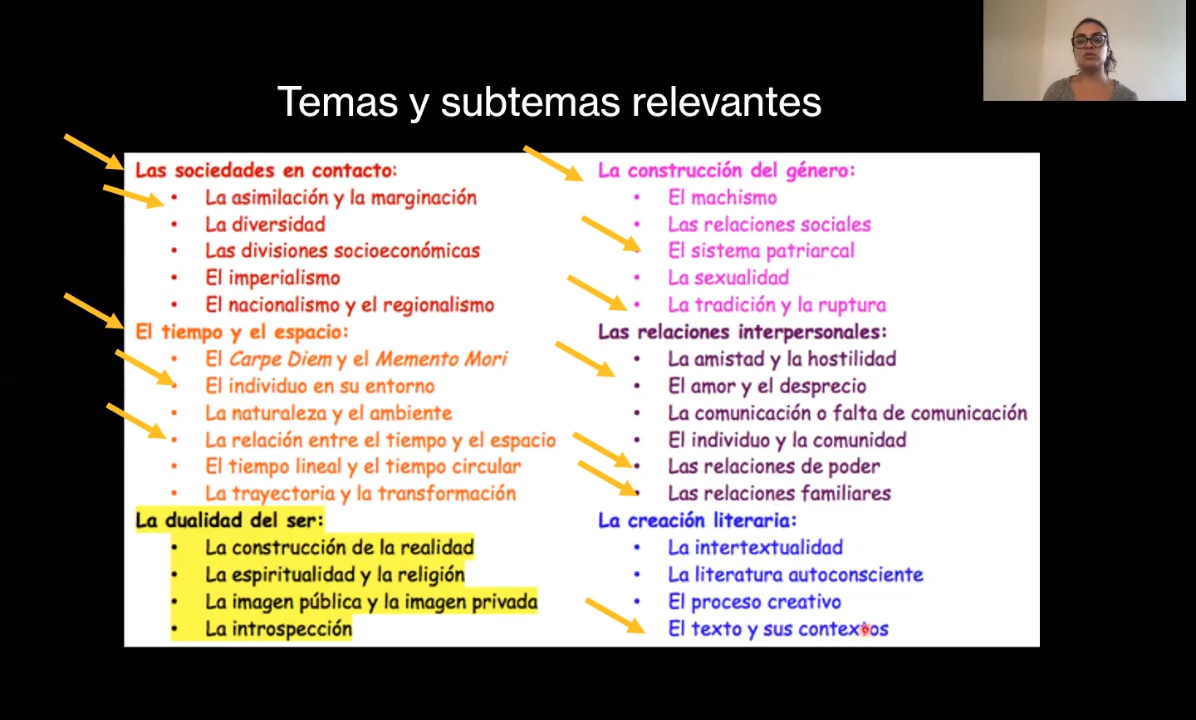 Temas y subtemas relevantes
Las sociedades en contacto:
• La asimilación y la marginación
• La diversidad
• Las divisiones socioeconómicas
• El imperialismo
• El nacionalismo y el regionalismo
El tiempo y el espacio:
• El Carpe Diem y el Memento Mori
• El individuo en su entorno
• La naturaleza y el ambiente
• La relación entre el tiempo y el espacio
• El tiempo lineal y el tiempo circular
• La trayectoria y la transformación
La dualidad del ser:
• La construcción de la realidad
• La espiritualidad y la religión
• La imagen pública y la imagen privada
• La introspección
La construcción del género:
• El machismo
• Las relaciones sociales
• El sistema patriarcal
• La sexualidad
• La tradición y la ruptura
Las relaciones interpersonales:
• La amistad y la hostilidad
• El amor y el desprecio
• La comunicación o falta de comunicación
• El individuo y la comunidad
• Las relaciones de poder
• Las relaciones familiares
La creación literaria:
• La intertextualidad
• La literatura autoconsciente
• El proceso creativo
• El texto y sus contextos